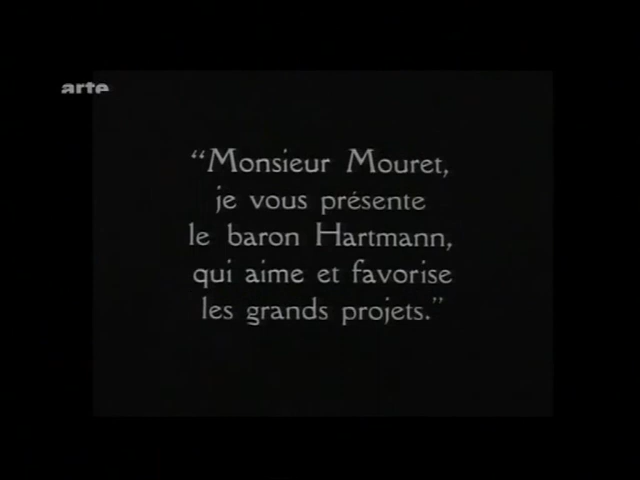 arte
“Monsieur Mouret,
je vous présente
le baron Hartmann,
qui aime et favorise
les grands projets.”